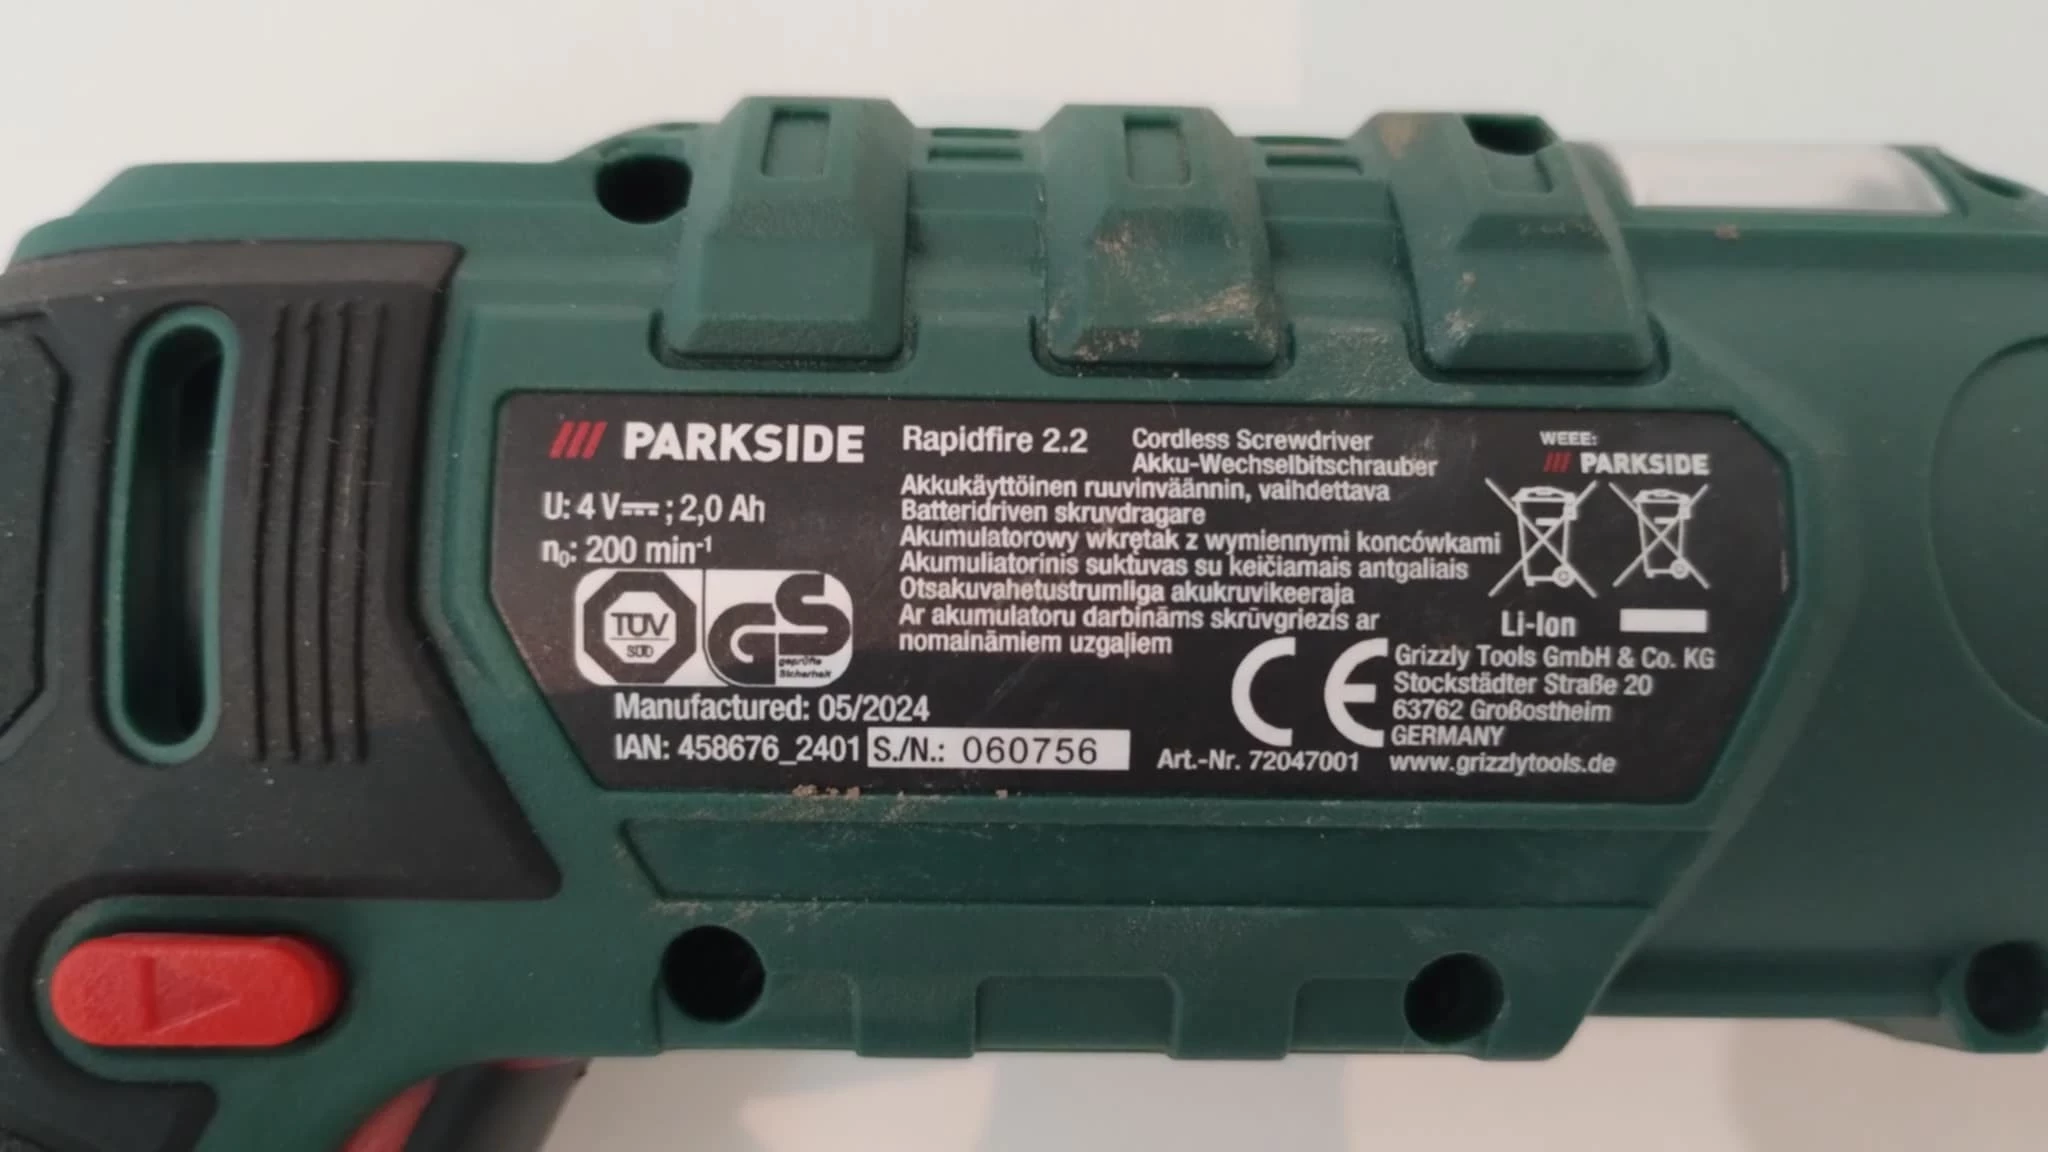 PARKSIDE
Rapidfire 2.2
Cordless Screwdriver
Akku-Wechselbitschrauber
Akkukäyttöinen ruuvinväännin, vaihdettava
Batteridriven skruvdragare
Akumulatorowy wkrętak z wymiennymi końcówkami
Akumuliatorinis suktuvas su keičiamais antgaliais
Otsakuvahetustrumliga akukruvikeeraja
Ar akumulatoru darbināms skrūvgriezis ar
nomaināmiem uzgaļiem
U: 4 V ; 2,0 Ah
n₀: 200 min⁻¹
TÜV
SÜD
GS
geprüfte
Sicherheit
Manufactured: 05/2024
IAN: 458676_2401 S./N.: 060756
WEEE:
PARKSIDE
Li-Ion
CE
Grizzly Tools GmbH & Co. KG
Stockstädter Straße 20
63762 Großostheim
GERMANY
Art.-Nr. 72047001
www.grizzlytools.de